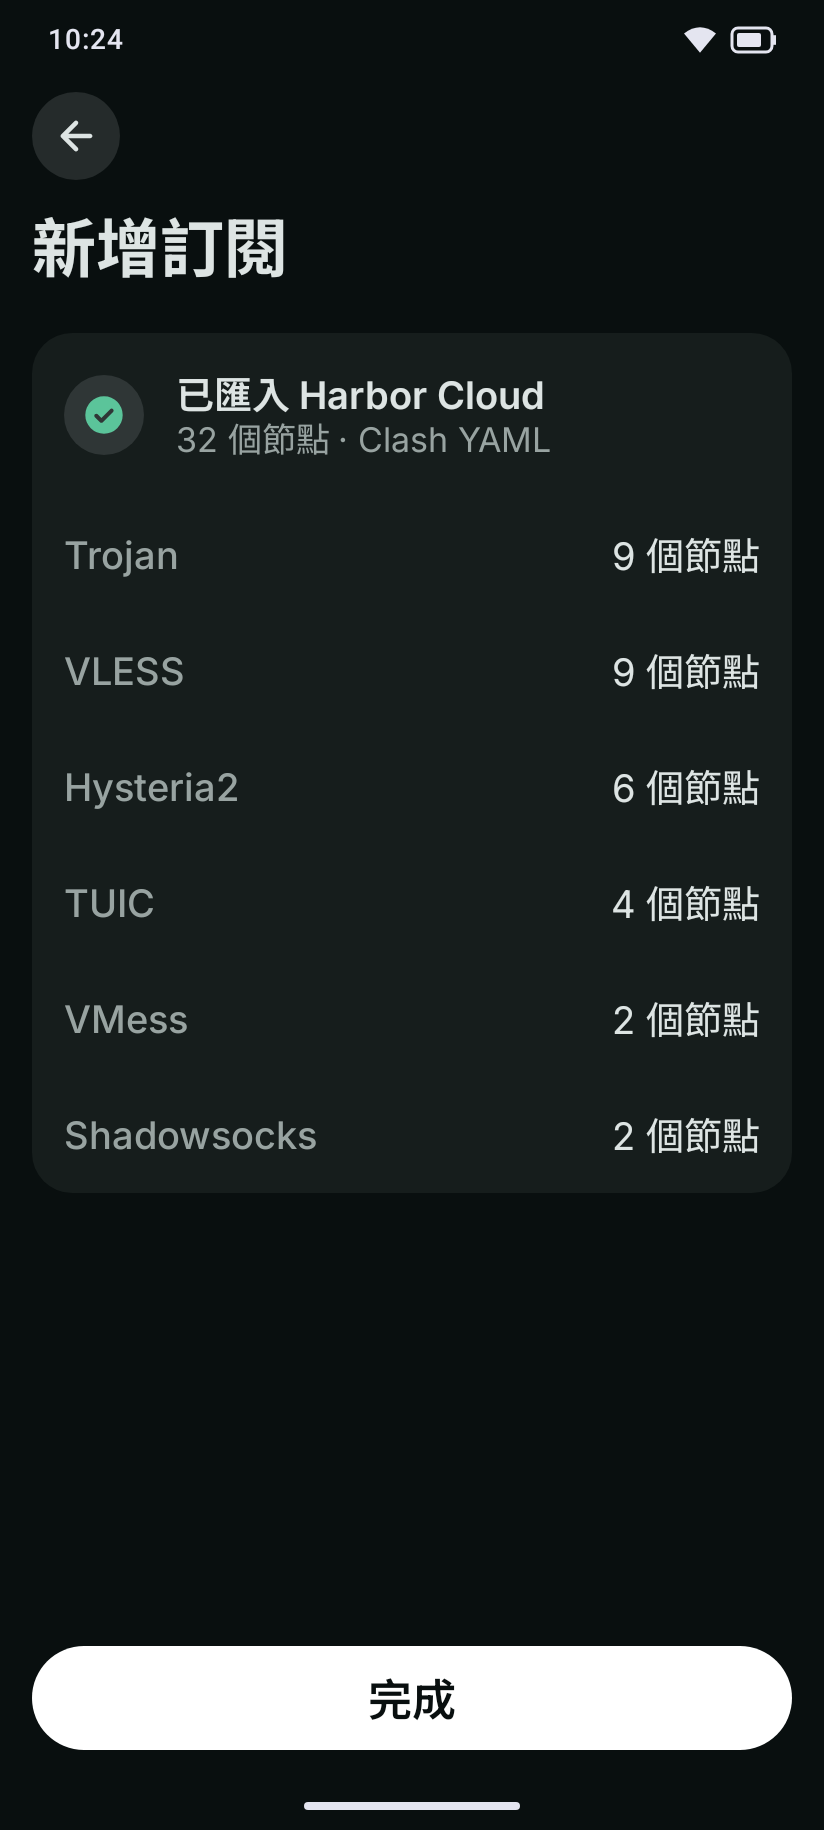 10:24
新增訂閱
已匯入 Harbor Cloud
32 個節點 · Clash YAML
Trojan 9 個節點
VLESS 9 個節點
Hysteria2 6 個節點
TUIC 4 個節點
VMess 2 個節點
Shadowsocks 2 個節點
完成